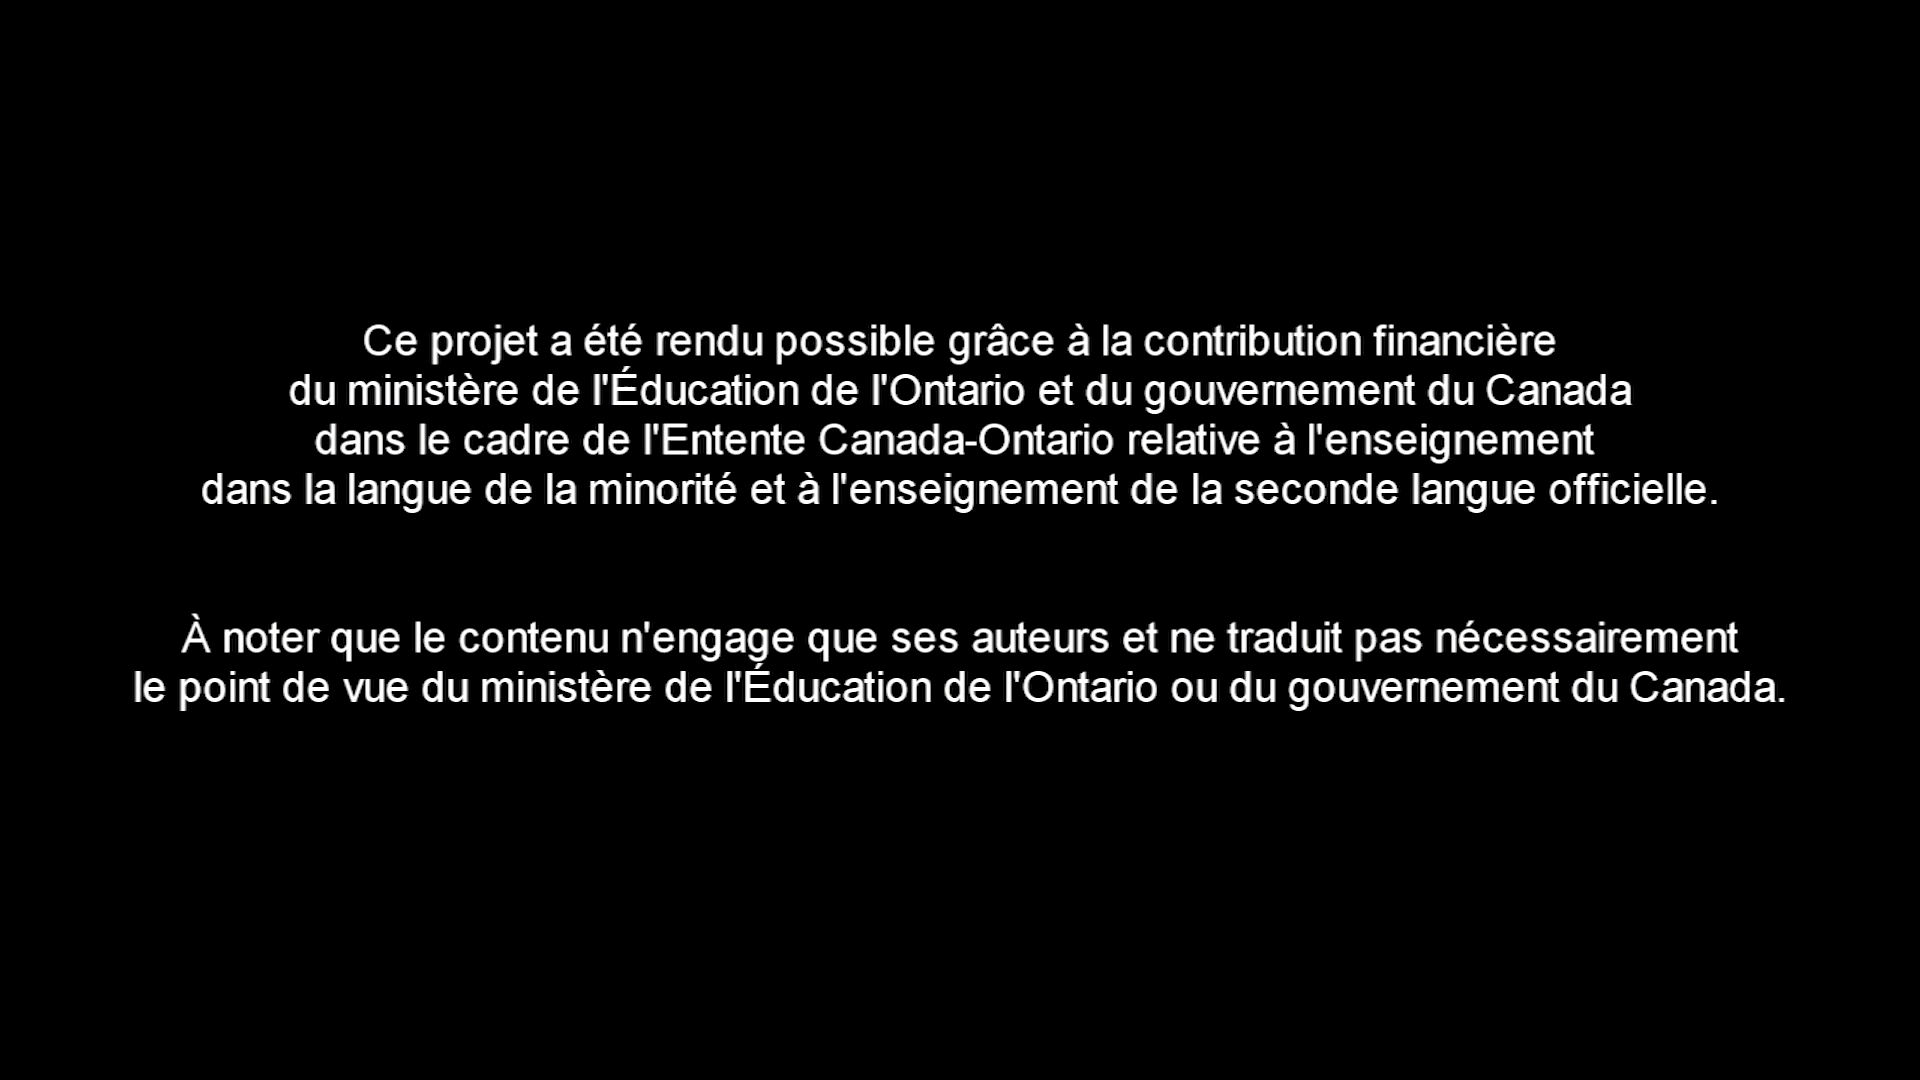 Ce projet a été rendu possible grâce à la contribution financière
du ministère de l'Éducation de l'Ontario et du gouvernement du Canada
dans le cadre de l'Entente Canada-Ontario relative à l'enseignement
dans la langue de la minorité et à l'enseignement de la seconde langue officielle.
À noter que le contenu n'engage que ses auteurs et ne traduit pas nécessairement
le point de vue du ministère de l'Éducation de l'Ontario ou du gouvernement du Canada.